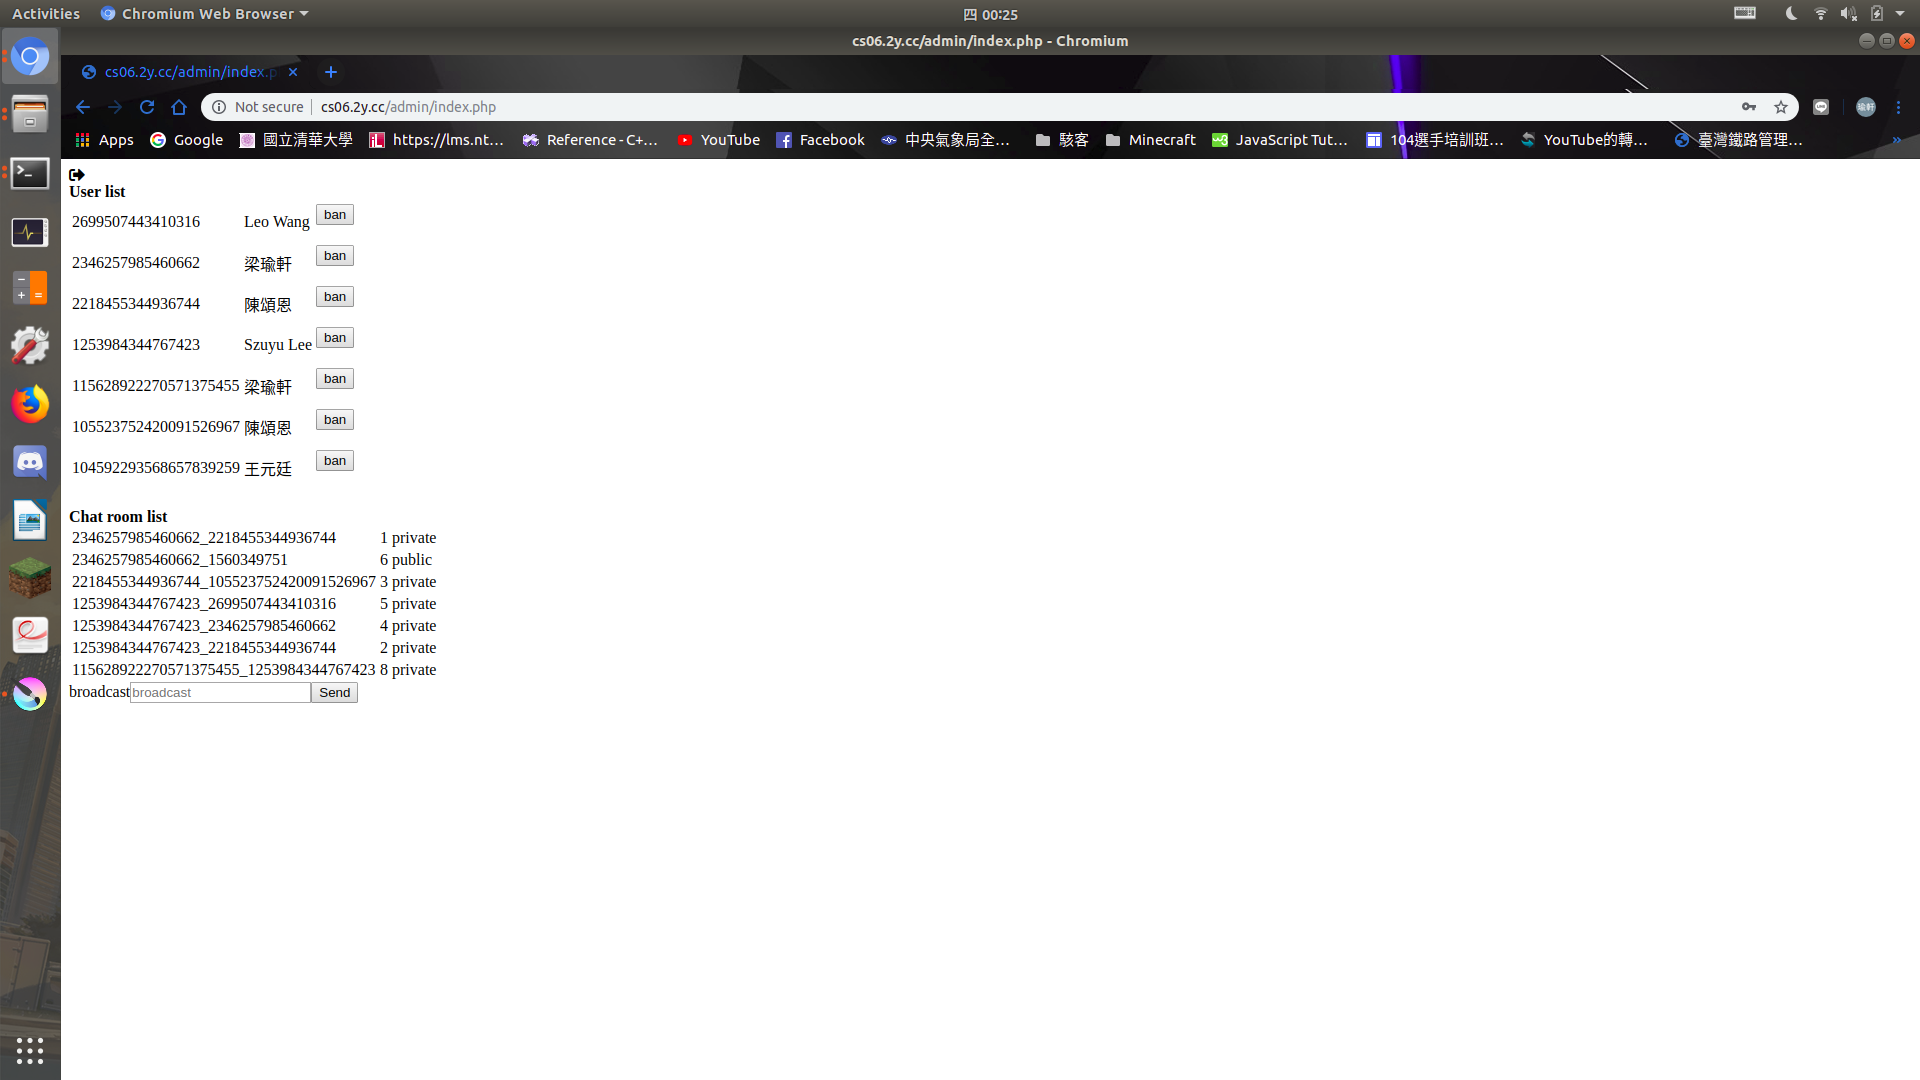 Activities Chromium Web Browser 四 00:25
cs06.2y.cc/admin/index.php - Chromium
cs06.2y.cc/admin/index.p
Not secure cs06.2y.cc/admin/index.php 瑜軒
Apps Google 國立清華大學 https://lms.nt… Reference - C+… YouTube Facebook 中央氣象局全… 駭客 Minecraft JavaScript Tut… 104選手培訓班… YouTube的轉… 臺灣鐵路管理… »
User list
2699507443410316 Leo Wang ban
2346257985460662 梁瑜軒 ban
2218455344936744 陳頌恩 ban
1253984344767423 Szuyu Lee ban
115628922270571375455 梁瑜軒 ban
105523752420091526967 陳頌恩 ban
104592293568657839259 王元廷 ban
Chat room list
2346257985460662_2218455344936744 1 private
2346257985460662_1560349751 6 public
2218455344936744_105523752420091526967 3 private
1253984344767423_2699507443410316 5 private
1253984344767423_2346257985460662 4 private
1253984344767423_2218455344936744 2 private
115628922270571375455_1253984344767423 8 private
broadcast broadcast Send